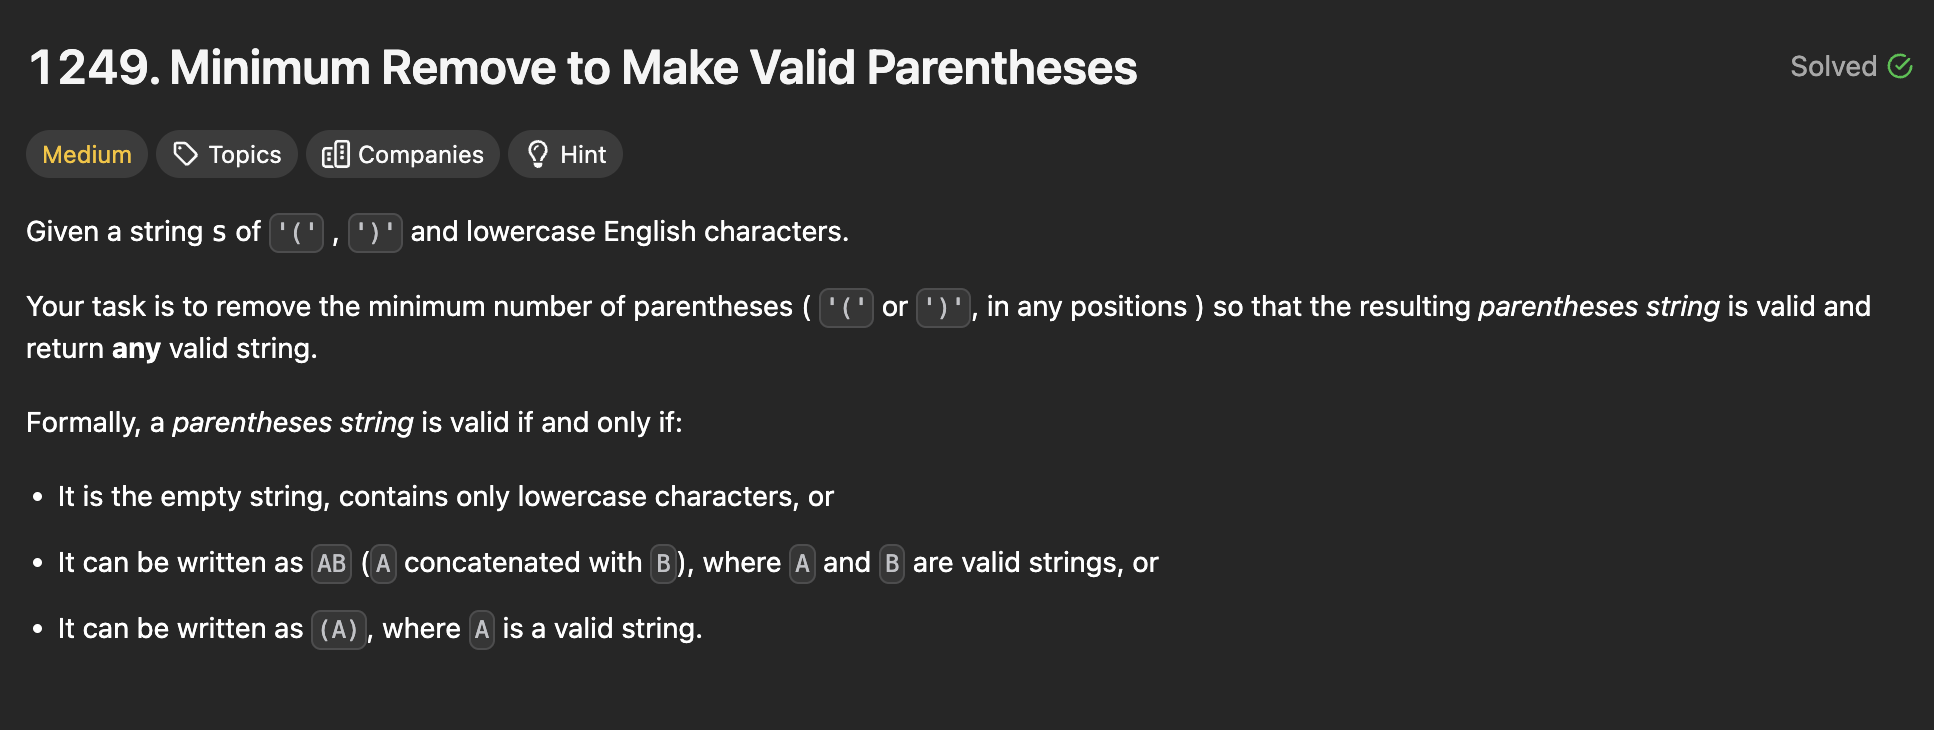 1249. Minimum Remove to Make Valid Parentheses
Solved
Medium Topics Companies Hint
Given a string s of '(' , ')' and lowercase English characters.
Your task is to remove the minimum number of parentheses ( '(' or ')', in any positions ) so that the resulting parentheses string is valid and
return any valid string.
Formally, a parentheses string is valid if and only if:
• It is the empty string, contains only lowercase characters, or
• It can be written as AB (A concatenated with B), where A and B are valid strings, or
• It can be written as (A), where A is a valid string.